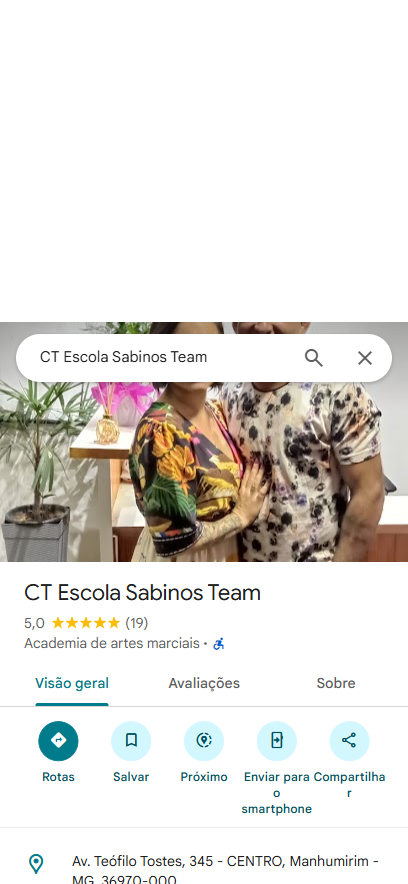 CT Escola Sabinos Team
CT Escola Sabinos Team
5,0 (19)
Academia de artes marciais ·
Visão geral Avaliações Sobre
Rotas Salvar Próximo Enviar para o smartphone Compartilhar
Av. Teófilo Tostes, 345 - CENTRO, Manhumirim -
MG, 36970-000